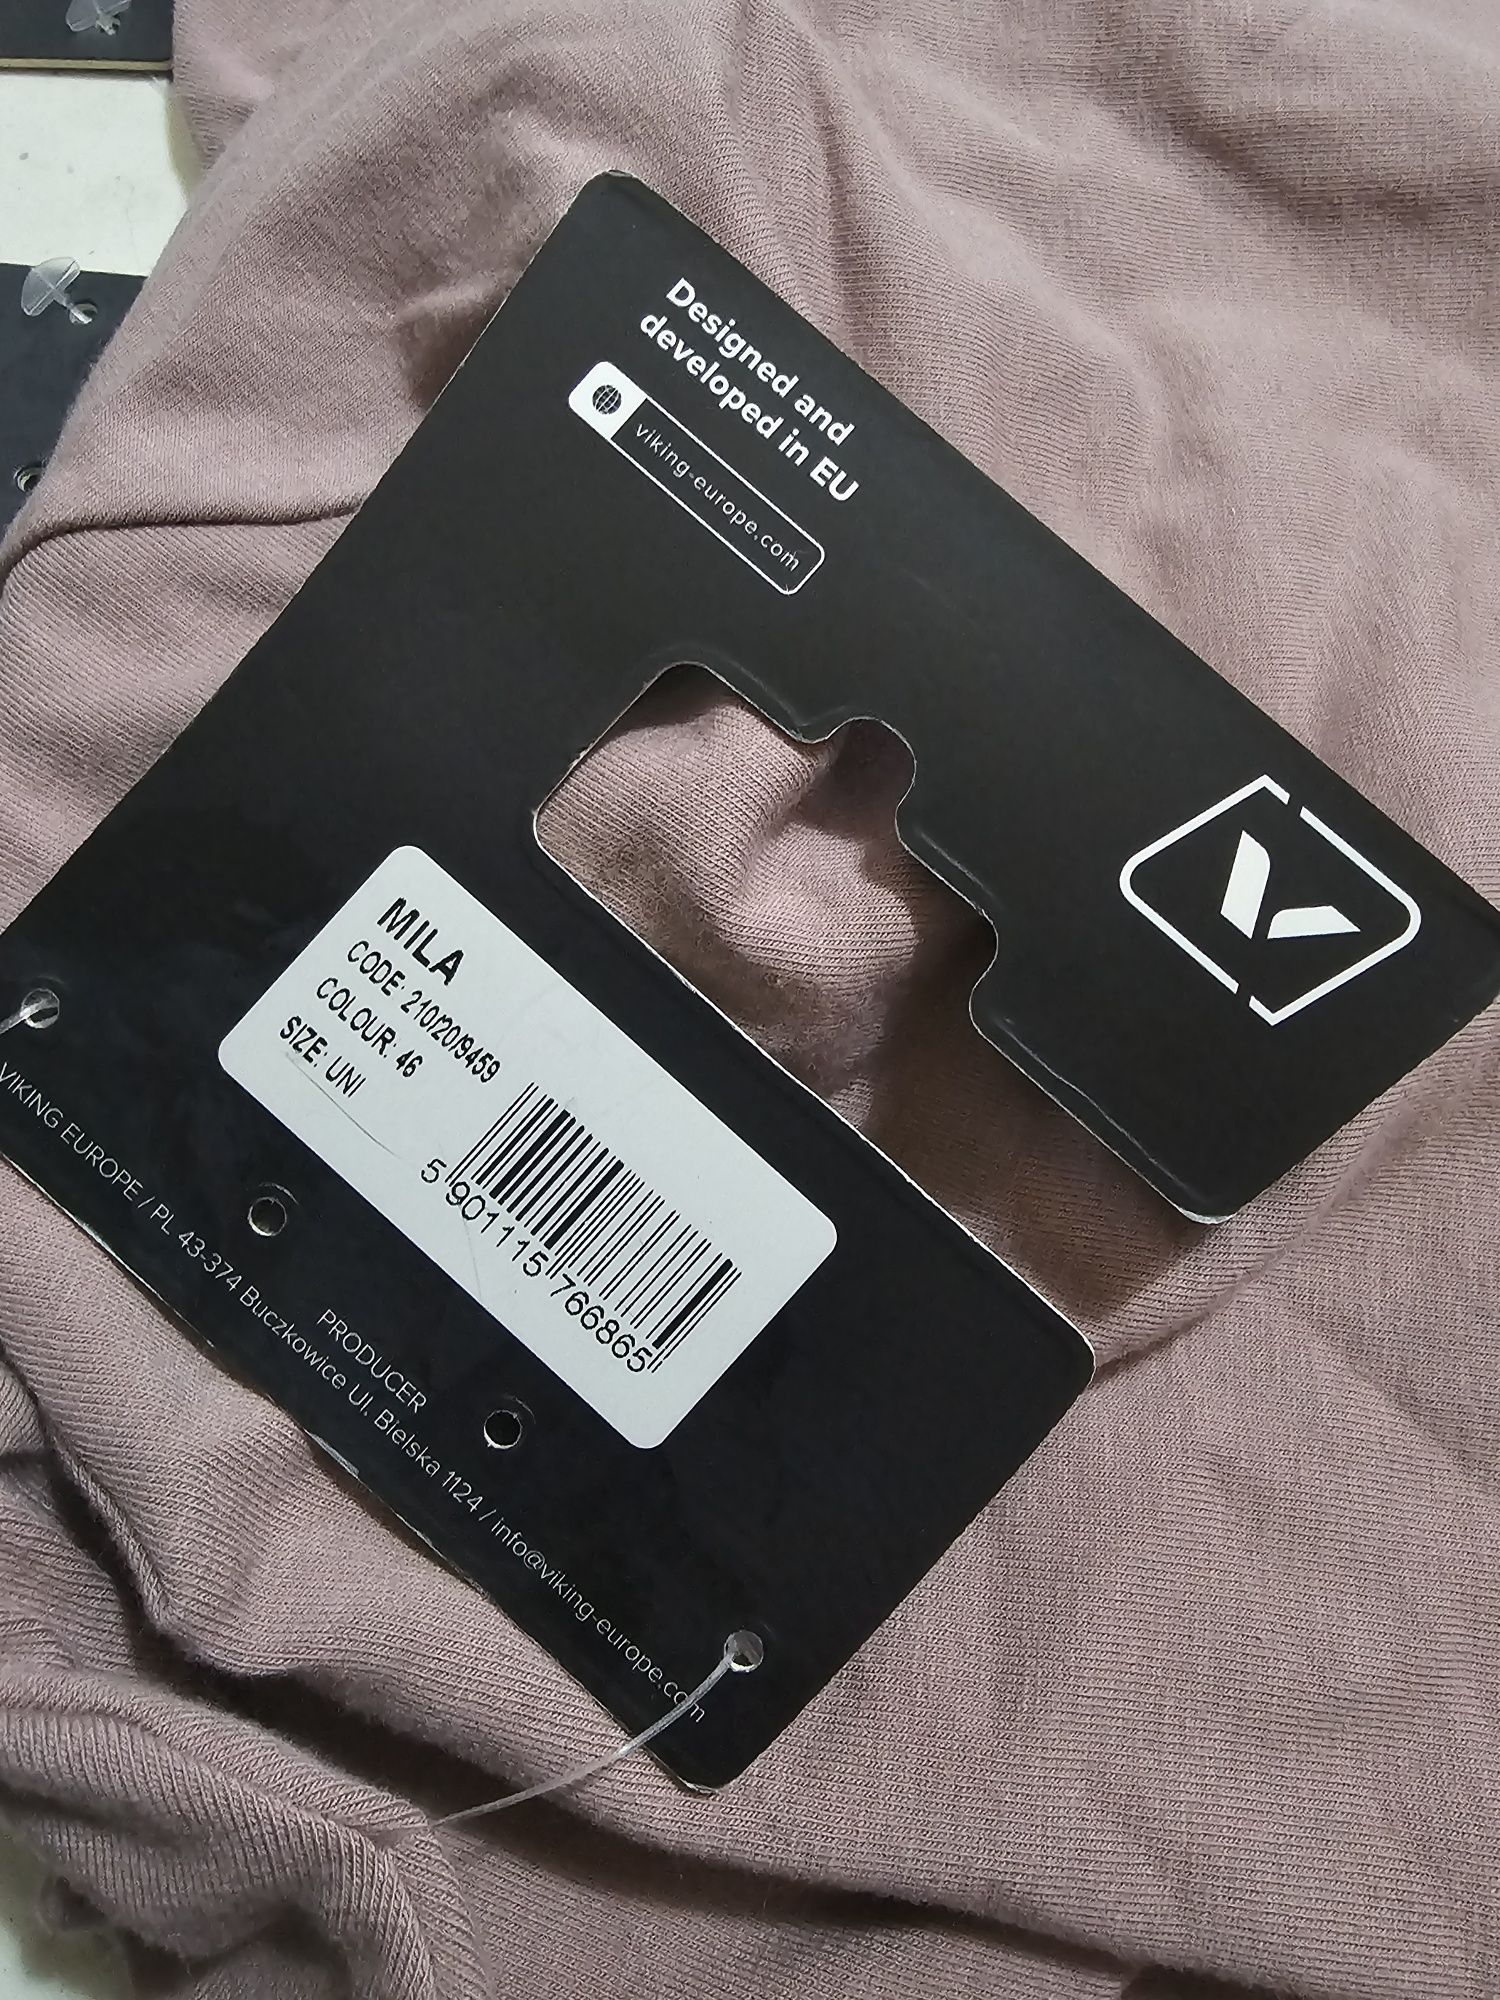 Designed and
developed in EU
viking-europe.com
MILA
CODE: 210/20/9459
COLOUR: 46
SIZE: UNI
5 901115 766865
PRODUCER
VIKING EUROPE / PL 43-374 Buczkowice Ul. Bielska 1124 / info@viking-europe.com